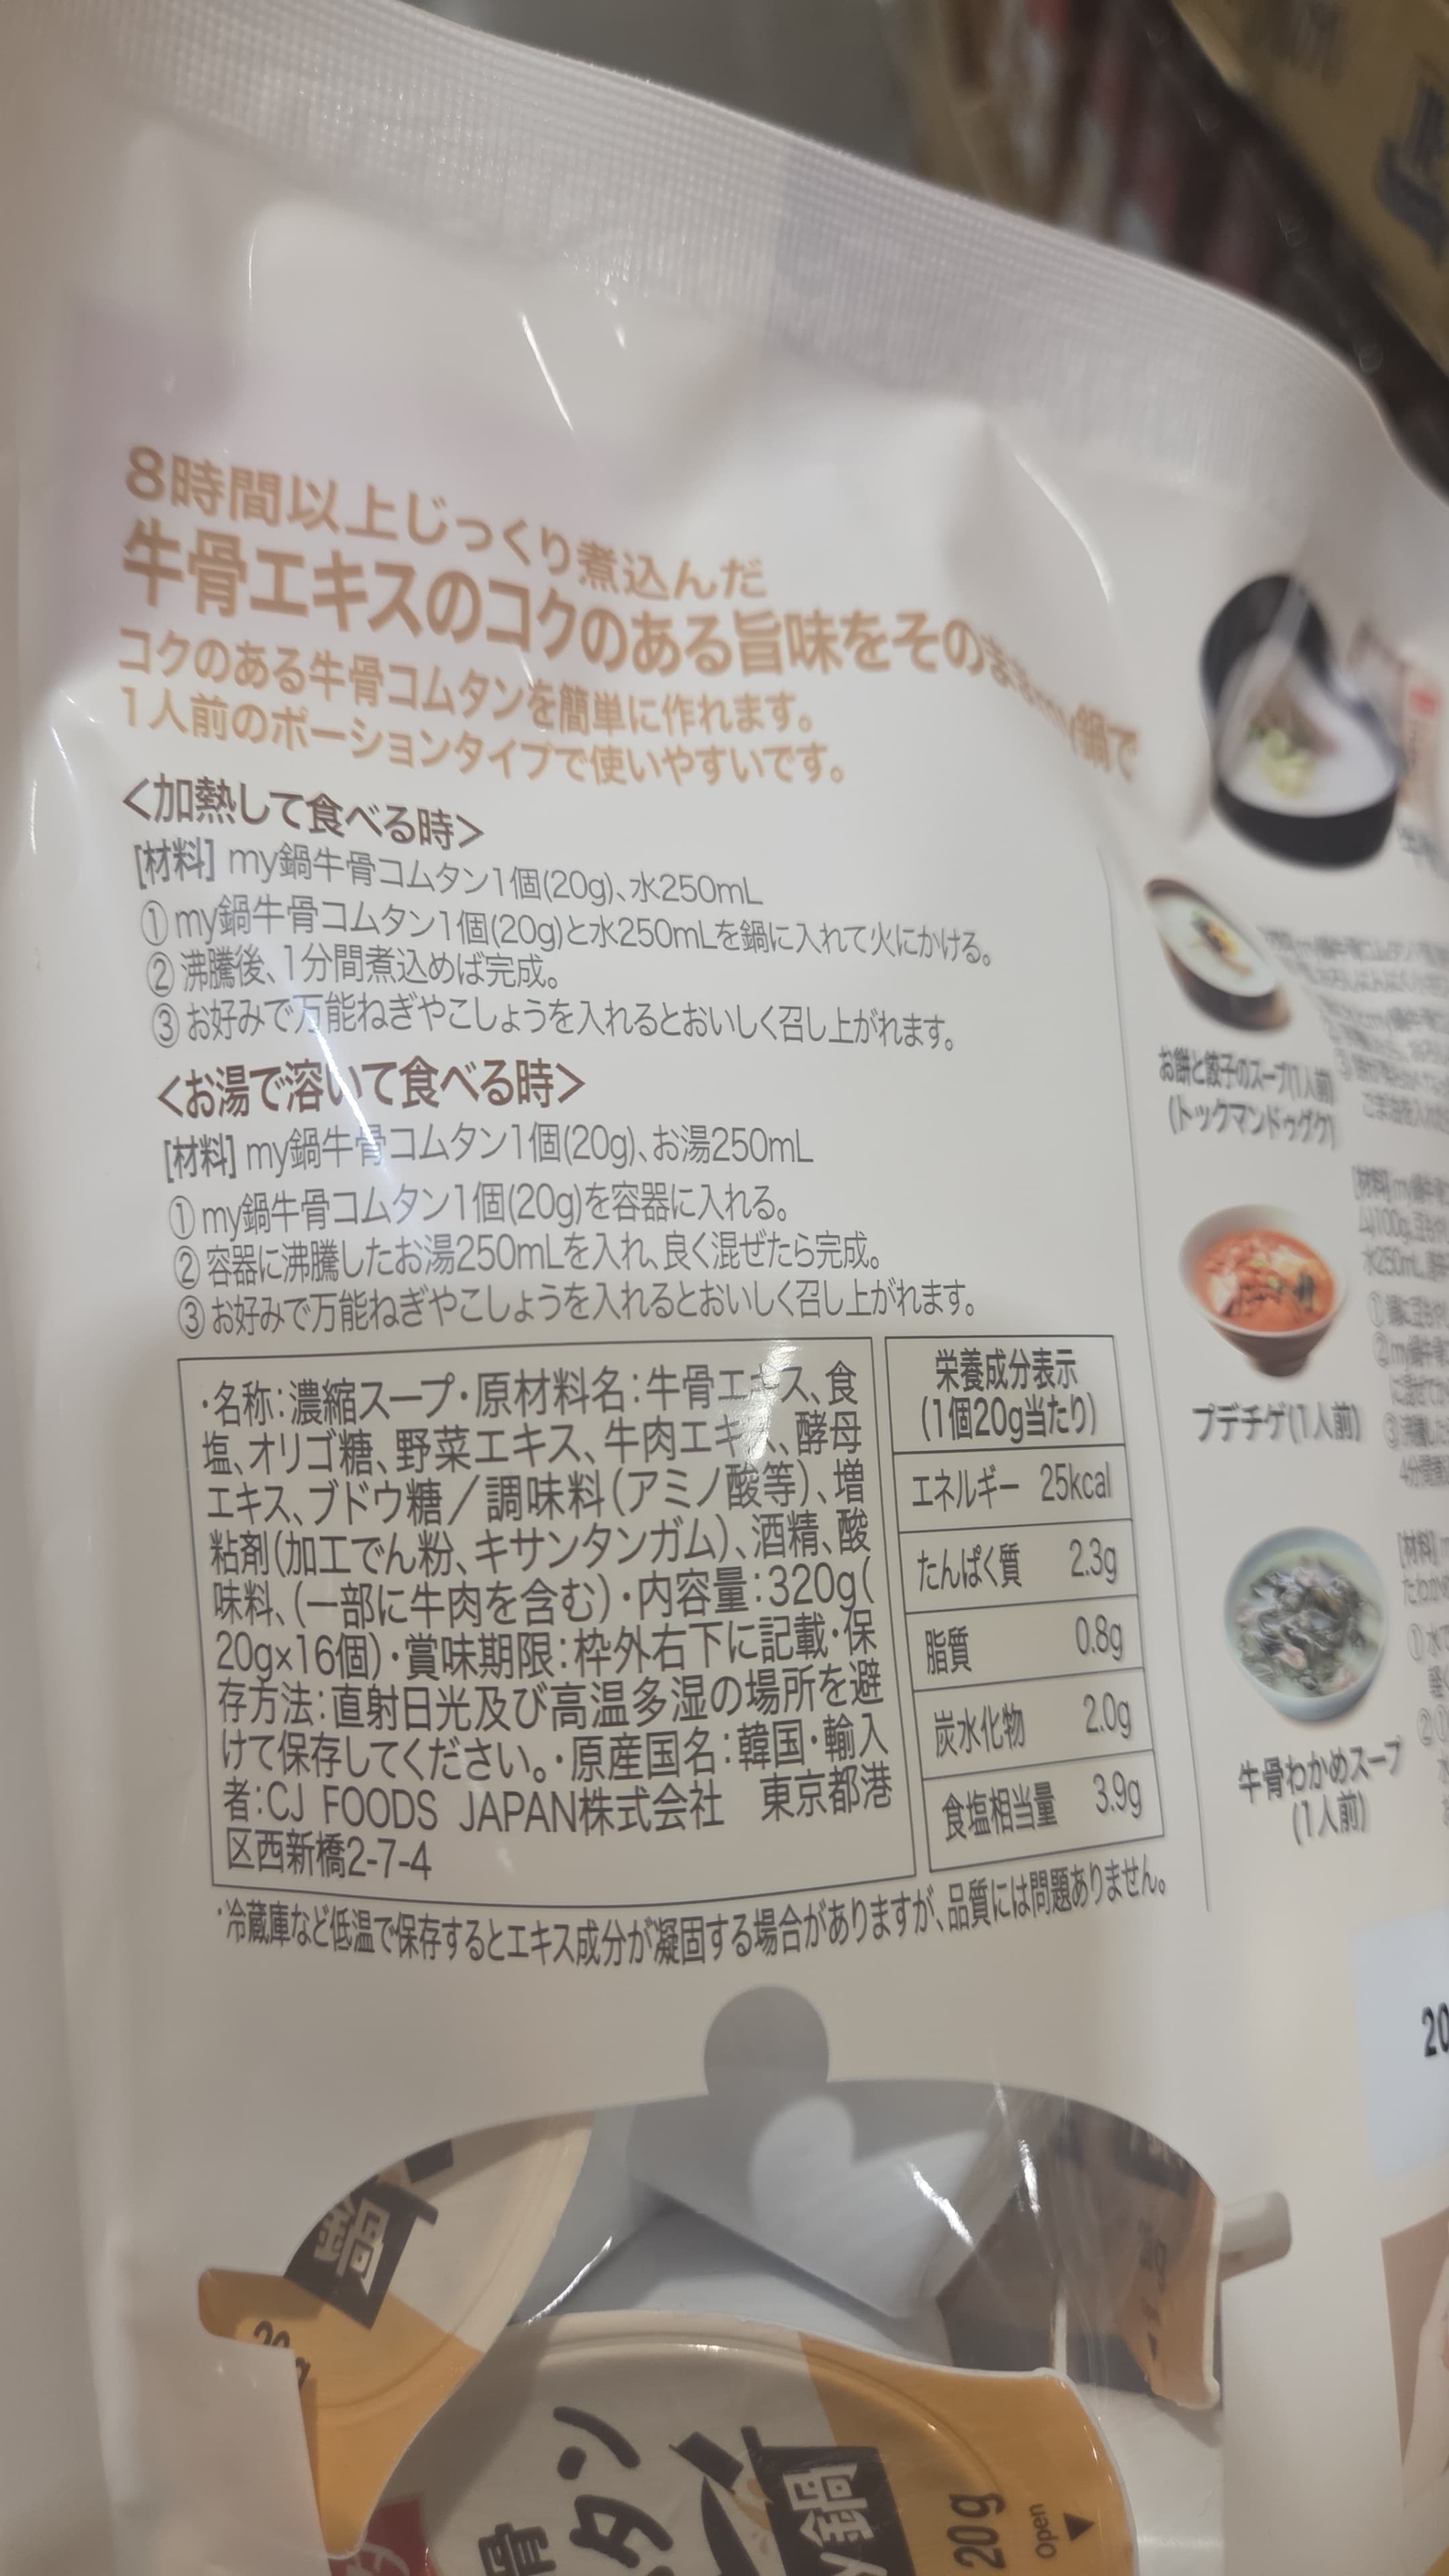 8時間以上じっくり煮込んだ
牛骨エキスのコクのある旨味をそのままmy鍋で
コクのある牛骨コムタンを簡単に作れます。
1人前のポーションタイプで使いやすいです。
<加熱して食べる時>
[材料] my鍋牛骨コムタン1個(20g)、水250mL
① my鍋牛骨コムタン1個(20g)と水250mLを鍋に入れて火にかける。
② 沸騰後、1分間煮込めば完成。
③ お好みで万能ねぎやこしょうを入れるとおいしく召し上がれます。
<お湯で溶いて食べる時>
[材料] my鍋牛骨コムタン1個(20g)、お湯250mL
① my鍋牛骨コムタン1個(20g)を容器に入れる。
② 容器に沸騰したお湯250mLを入れ、良く混ぜたら完成。
③ お好みで万能ねぎやこしょうを入れるとおいしく召し上がれます。
・名称：濃縮スープ・原材料名：牛骨エキス、食
塩、オリゴ糖、野菜エキス、牛肉エキス、酵母
エキス、ブドウ糖／調味料(アミノ酸等)、増
粘剤(加工でん粉、キサンタンガム)、酒精、酸
味料、(一部に牛肉を含む)・内容量：320g(
20g×16個)・賞味期限：枠外右下に記載・保
存方法：直射日光及び高温多湿の場所を避
けて保存してください。・原産国名：韓国・輸入
者：CJ FOODS JAPAN株式会社 東京都港
区西新橋2-7-4
栄養成分表示
(1個20g当たり)
エネルギー 25kcal
たんぱく質 2.3g
脂質 0.8g
炭水化物 2.0g
食塩相当量 3.9g
・冷蔵庫など低温で保存するとエキス成分が凝固する場合がありますが、品質には問題ありません。
お餅と餃子のスープ(1人前)
(トックマンドゥグク)
プデチゲ(1人前)
牛骨わかめスープ
(1人前)
鍋
20g
骨
タン
鍋
20g
Open